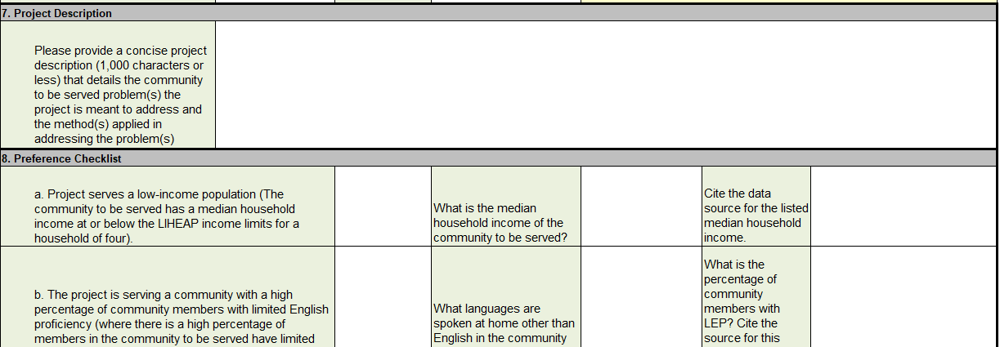 7. Project Description
Please provide a concise project
description (1,000 characters or
less) that details the community
to be served problem(s) the
project is meant to address and
the method(s) applied in
addressing the problem(s)
8. Preference Checklist
a. Project serves a low-income population (The
community to be served has a median household
income at or below the LIHEAP income limits for a
household of four).
What is the median
household income of the
community to be served?
Cite the data
source for the listed
median household
income.
b. The project is serving a community with a high
percentage of community members with limited English
proficiency (where there is a high percentage of
members in the community to be served have limited
What languages are
spoken at home other than
English in the community
What is the
percentage of
community
members with
LEP? Cite the
source for this